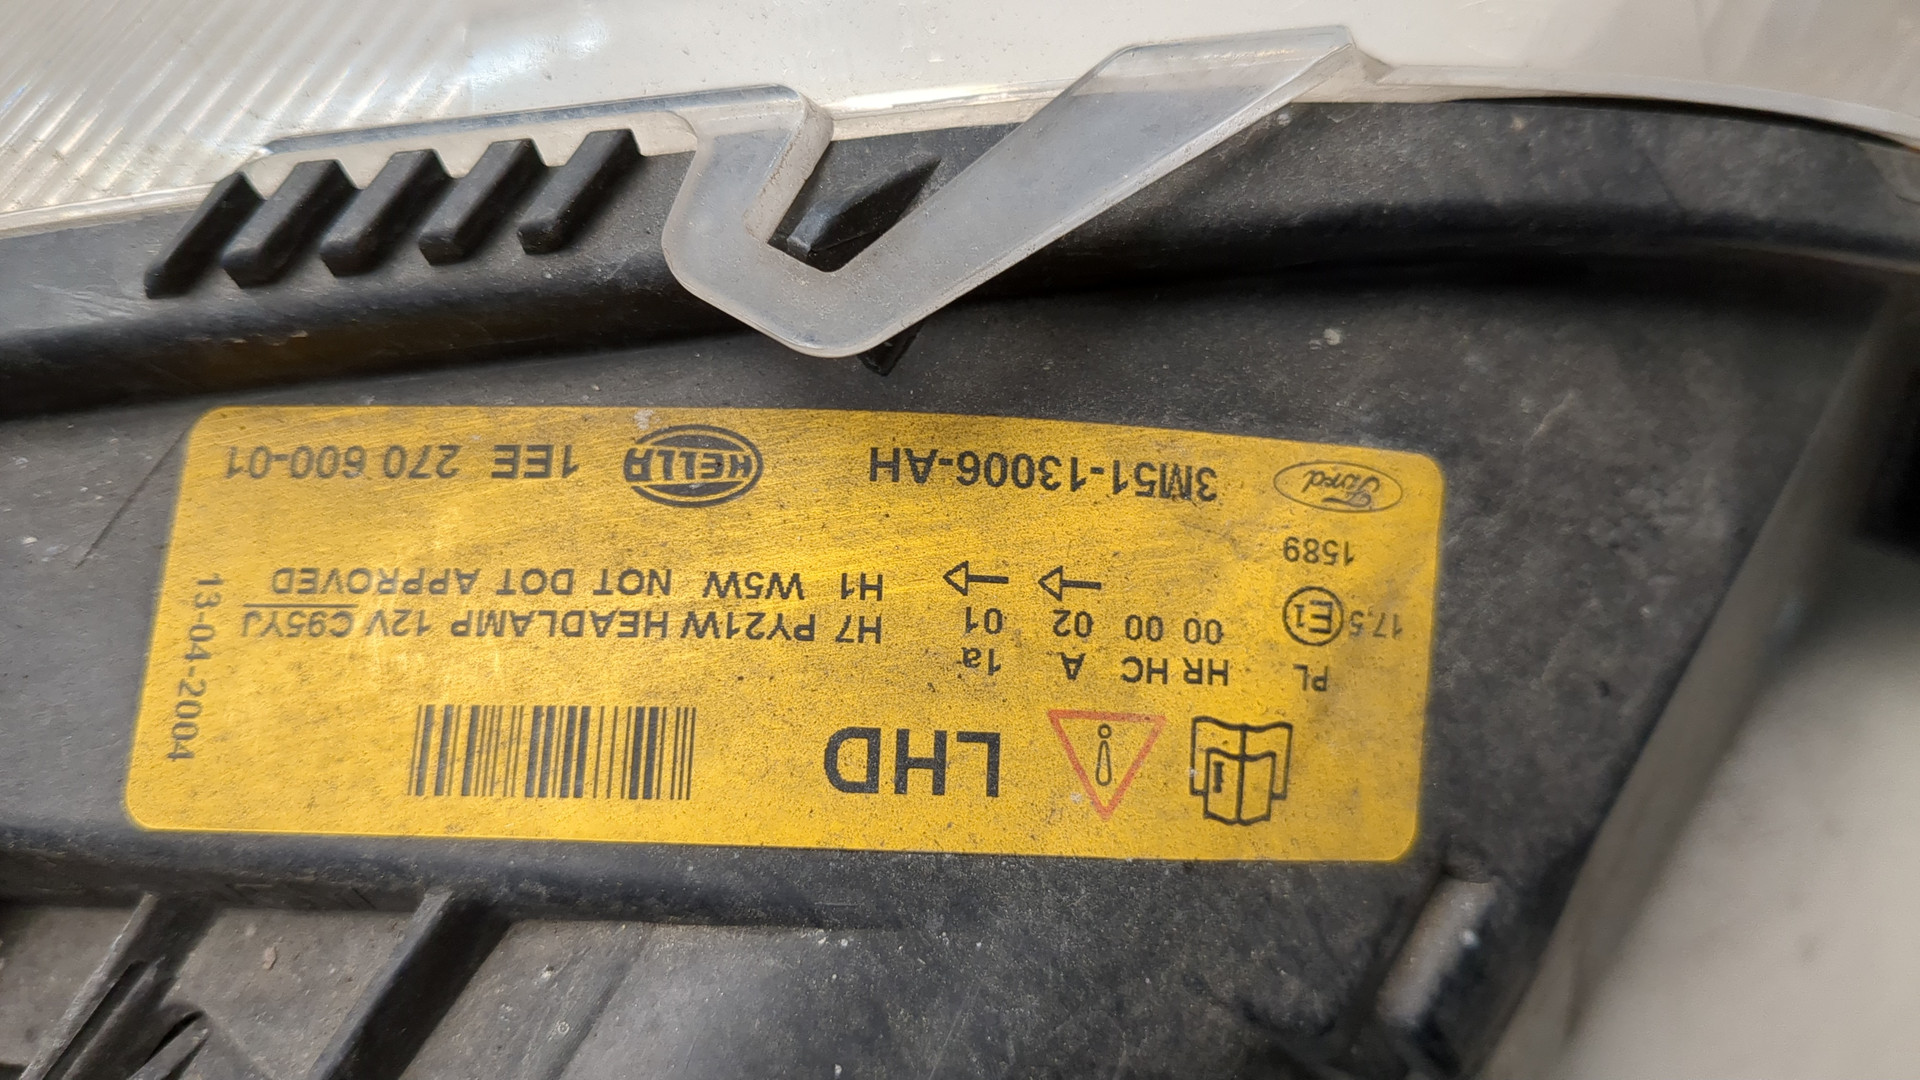 Ford 3M51-13006-AH HELLA 1EE 270 600-01
1589
17,5 E1 H1 W5W NOT DOT APPROVED
00 00 02 01 H7 PY21W HEADLAMP 12V C95YJ
PL HR HC A 1a
LHD
13-04-2004